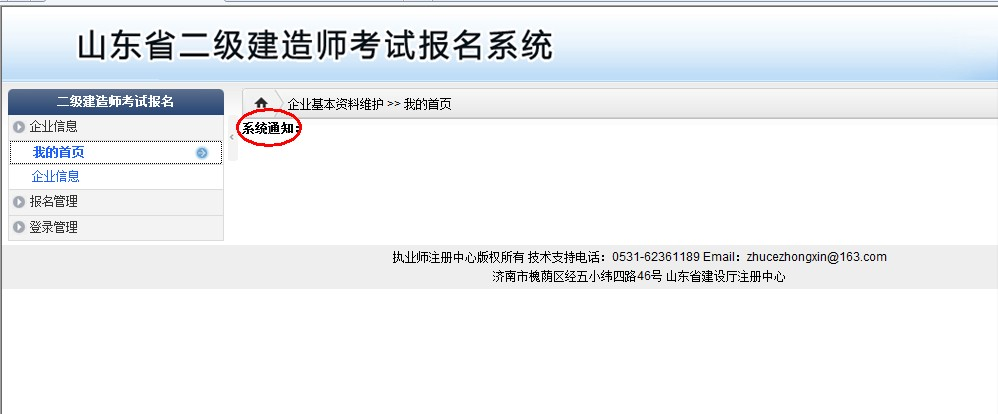 山东省二级建造师考试报名系统
二级建造师考试报名
企业信息
我的首页
企业信息
报名管理
登录管理
企业基本资料维护 >> 我的首页
系统通知：
执业师注册中心版权所有 技术支持电话：0531-62361189 Email：zhucezhongxin@163.com
济南市槐荫区经五小纬四路46号 山东省建设厅注册中心